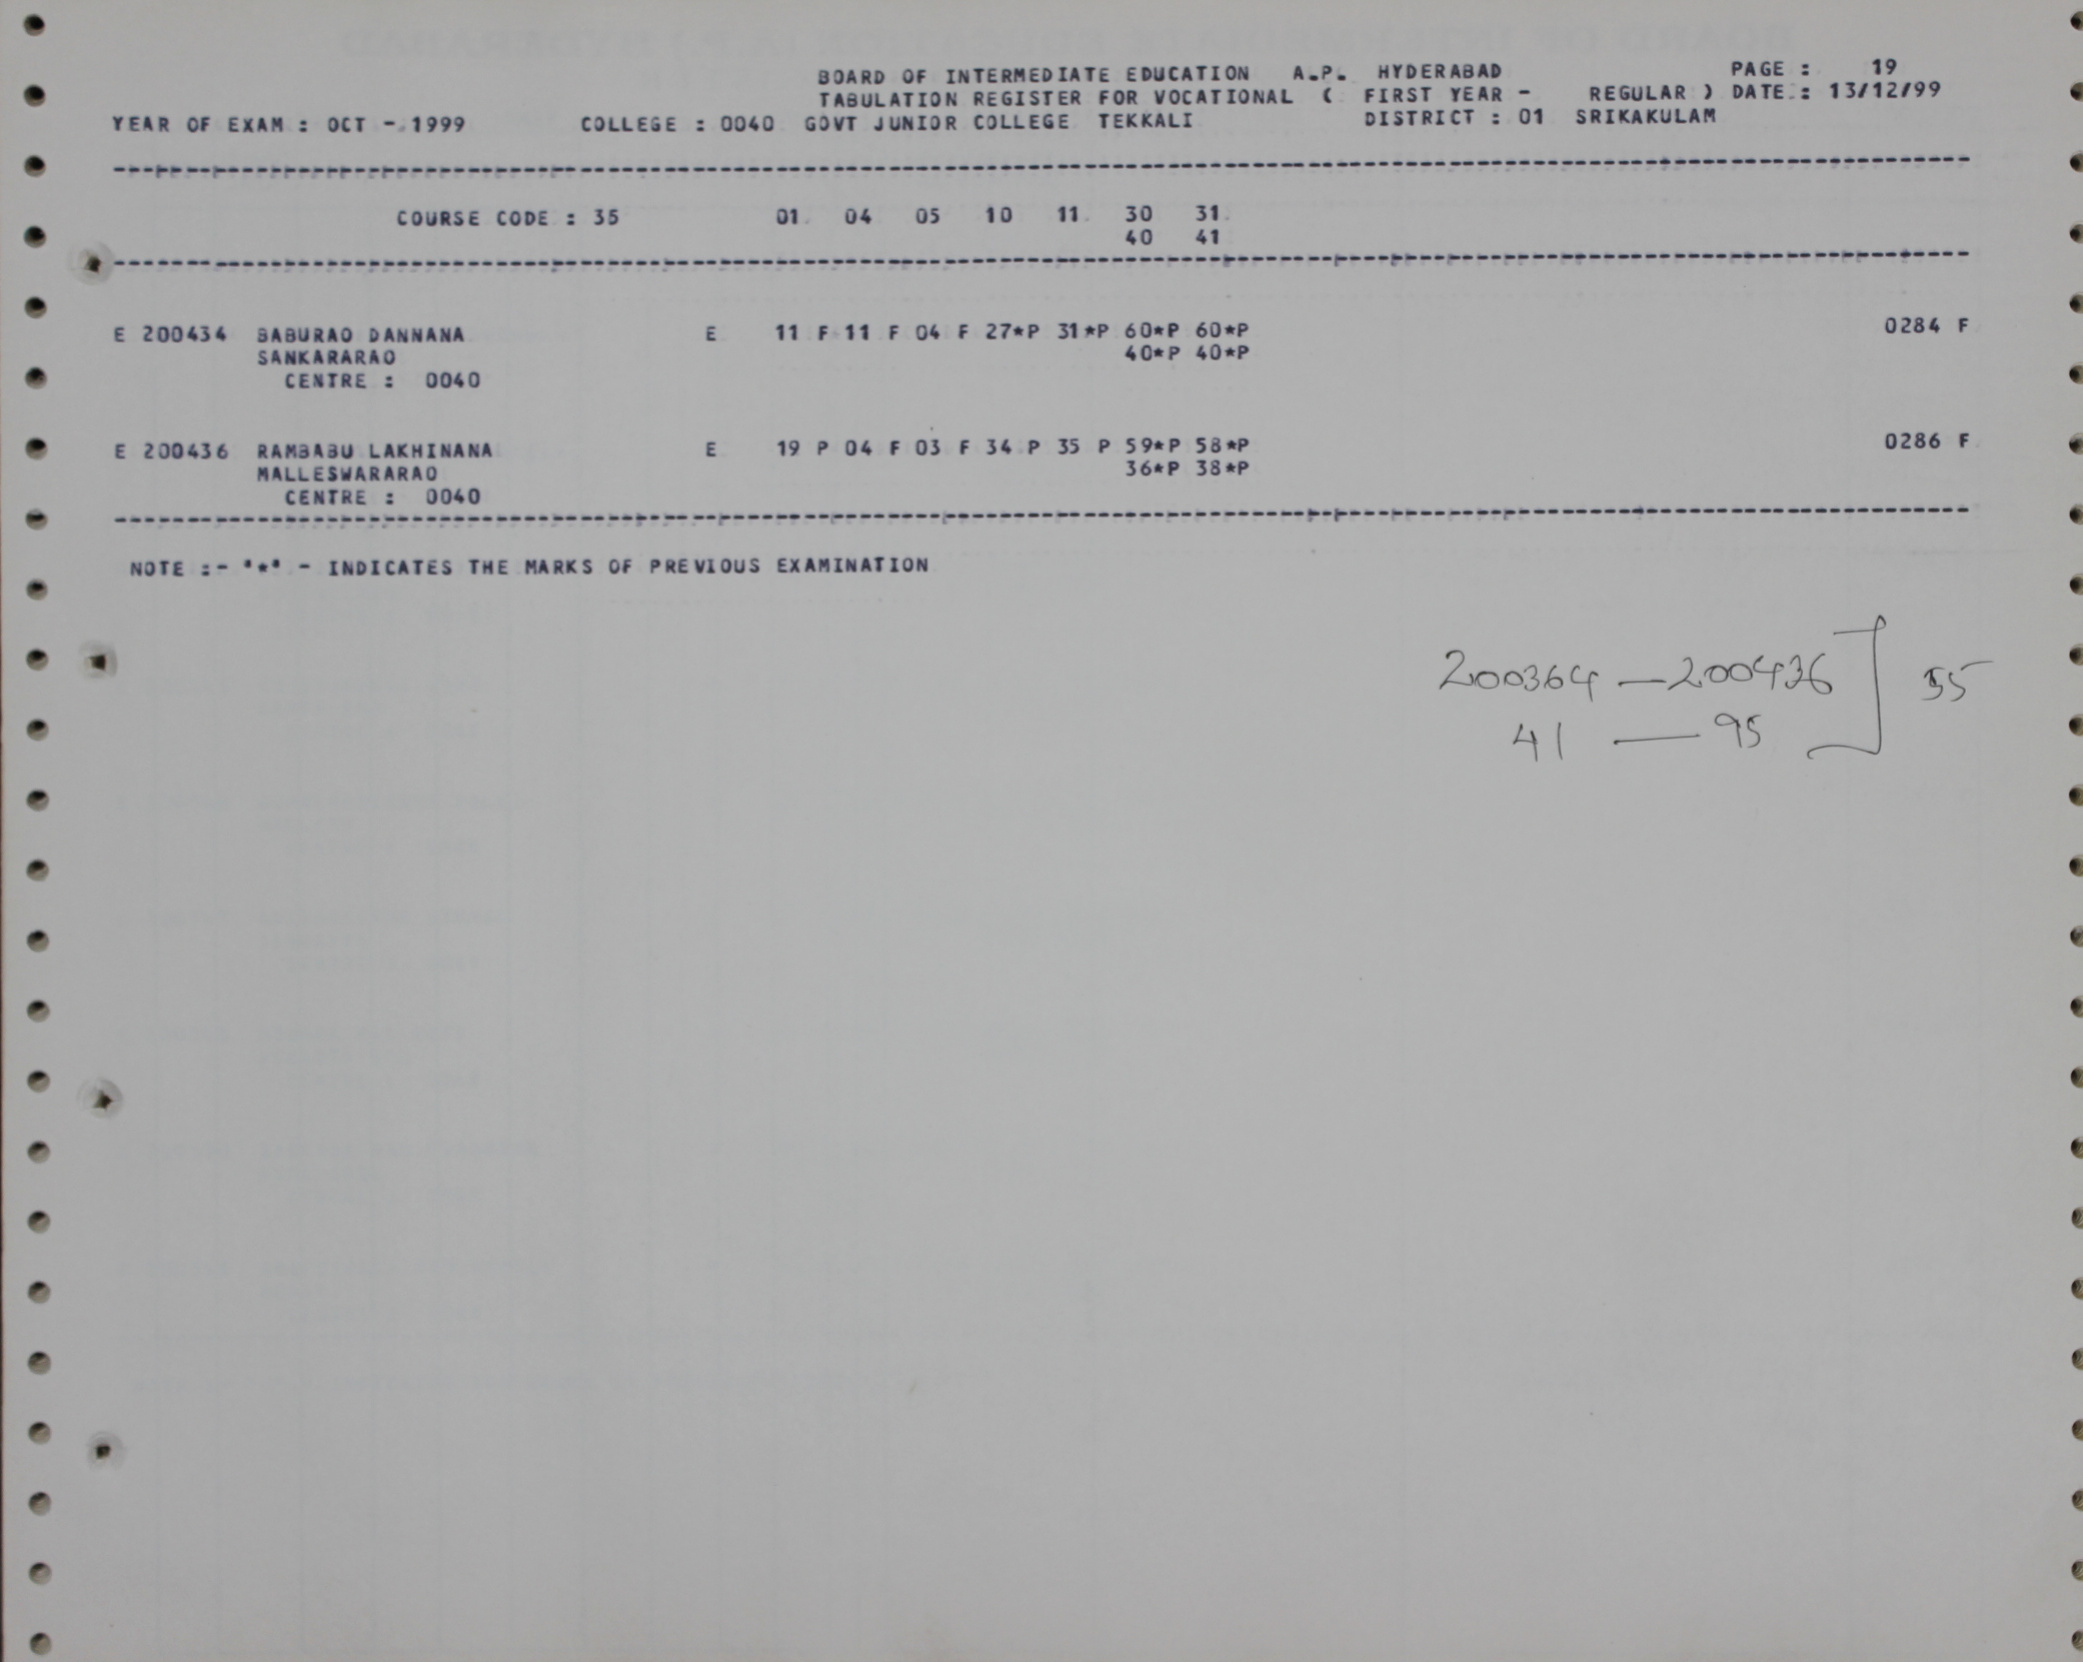 BOARD OF INTERMEDIATE EDUCATION A.P. HYDERABAD PAGE : 19
TABULATION REGISTER FOR VOCATIONAL ( FIRST YEAR - REGULAR ) DATE : 13/12/99
YEAR OF EXAM : OCT - 1999 COLLEGE : 0040 GOVT JUNIOR COLLEGE TEKKALI DISTRICT : 01 SRIKAKULAM
COURSE CODE : 35 01 04 05 10 11 30 31
40 41
E 200434 BABURAO DANNANA E 11 F 11 F 04 F 27*P 31*P 60*P 60*P 0284 F
SANKARARAO 40*P 40*P
CENTRE : 0040
E 200436 RAMBABU LAKHINANA E 19 P 04 F 03 F 34 P 35 P 59*P 58*P 0286 F
MALLESWARARAO 36*P 38*P
CENTRE : 0040
NOTE :- '*' - INDICATES THE MARKS OF PREVIOUS EXAMINATION
200364 — 200436 ] 55
41 — 95